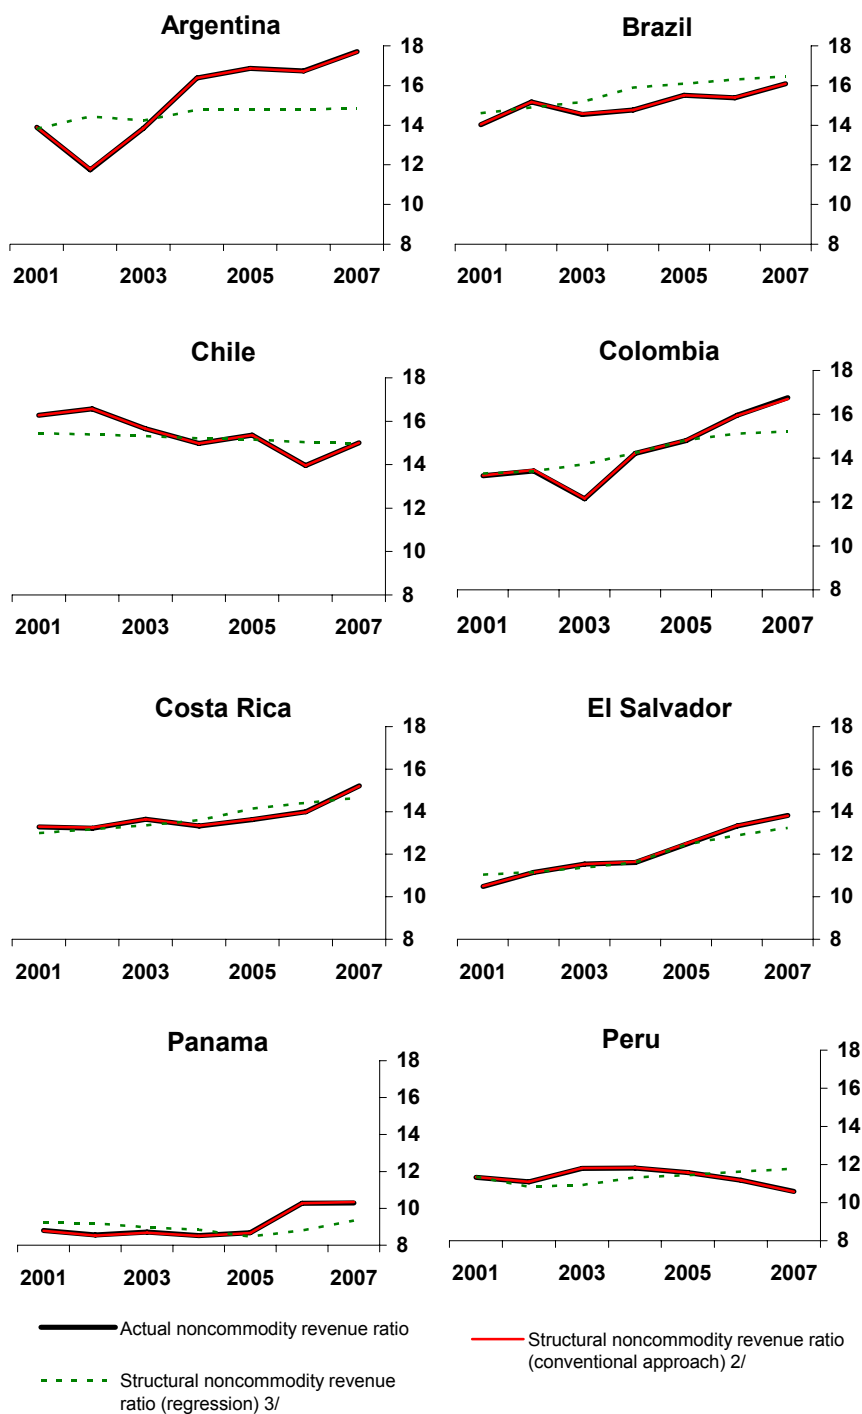 Argentina
18
16
14
12
10
8
2001 2003 2005 2007
Brazil
18
16
14
12
10
8
2001 2003 2005 2007
Chile
18
16
14
12
10
8
2001 2003 2005 2007
Colombia
18
16
14
12
10
8
2001 2003 2005 2007
Costa Rica
18
16
14
12
10
8
2001 2003 2005 2007
El Salvador
18
16
14
12
10
8
2001 2003 2005 2007
Panama
18
16
14
12
10
8
2001 2003 2005 2007
Peru
18
16
14
12
10
8
2001 2003 2005 2007
Actual noncommodity revenue ratio
Structural noncommodity revenue ratio
(conventional approach) 2/
Structural noncommodity revenue
ratio (regression) 3/